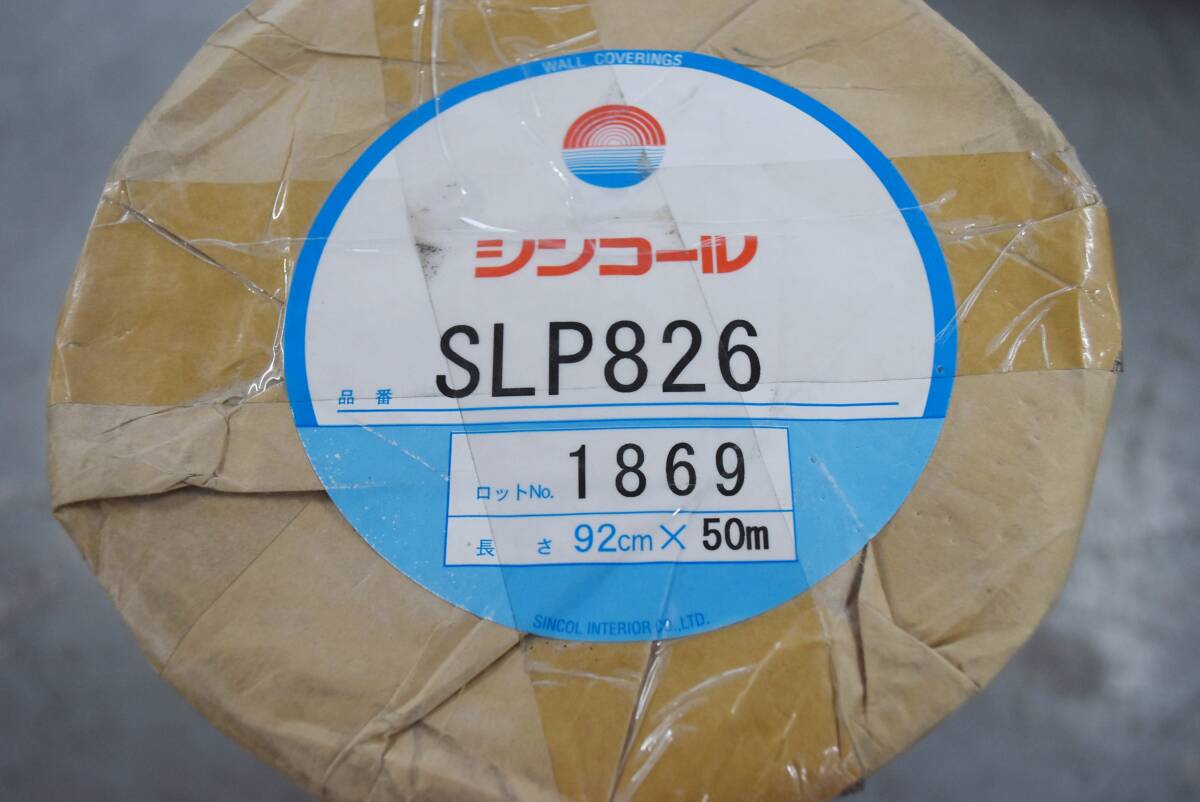 WALL COVERINGS
シンコール
品番 SLP826
ロットNo. 1869
長さ 92cm× 50m
SINCOL INTERIOR CO.,LTD.